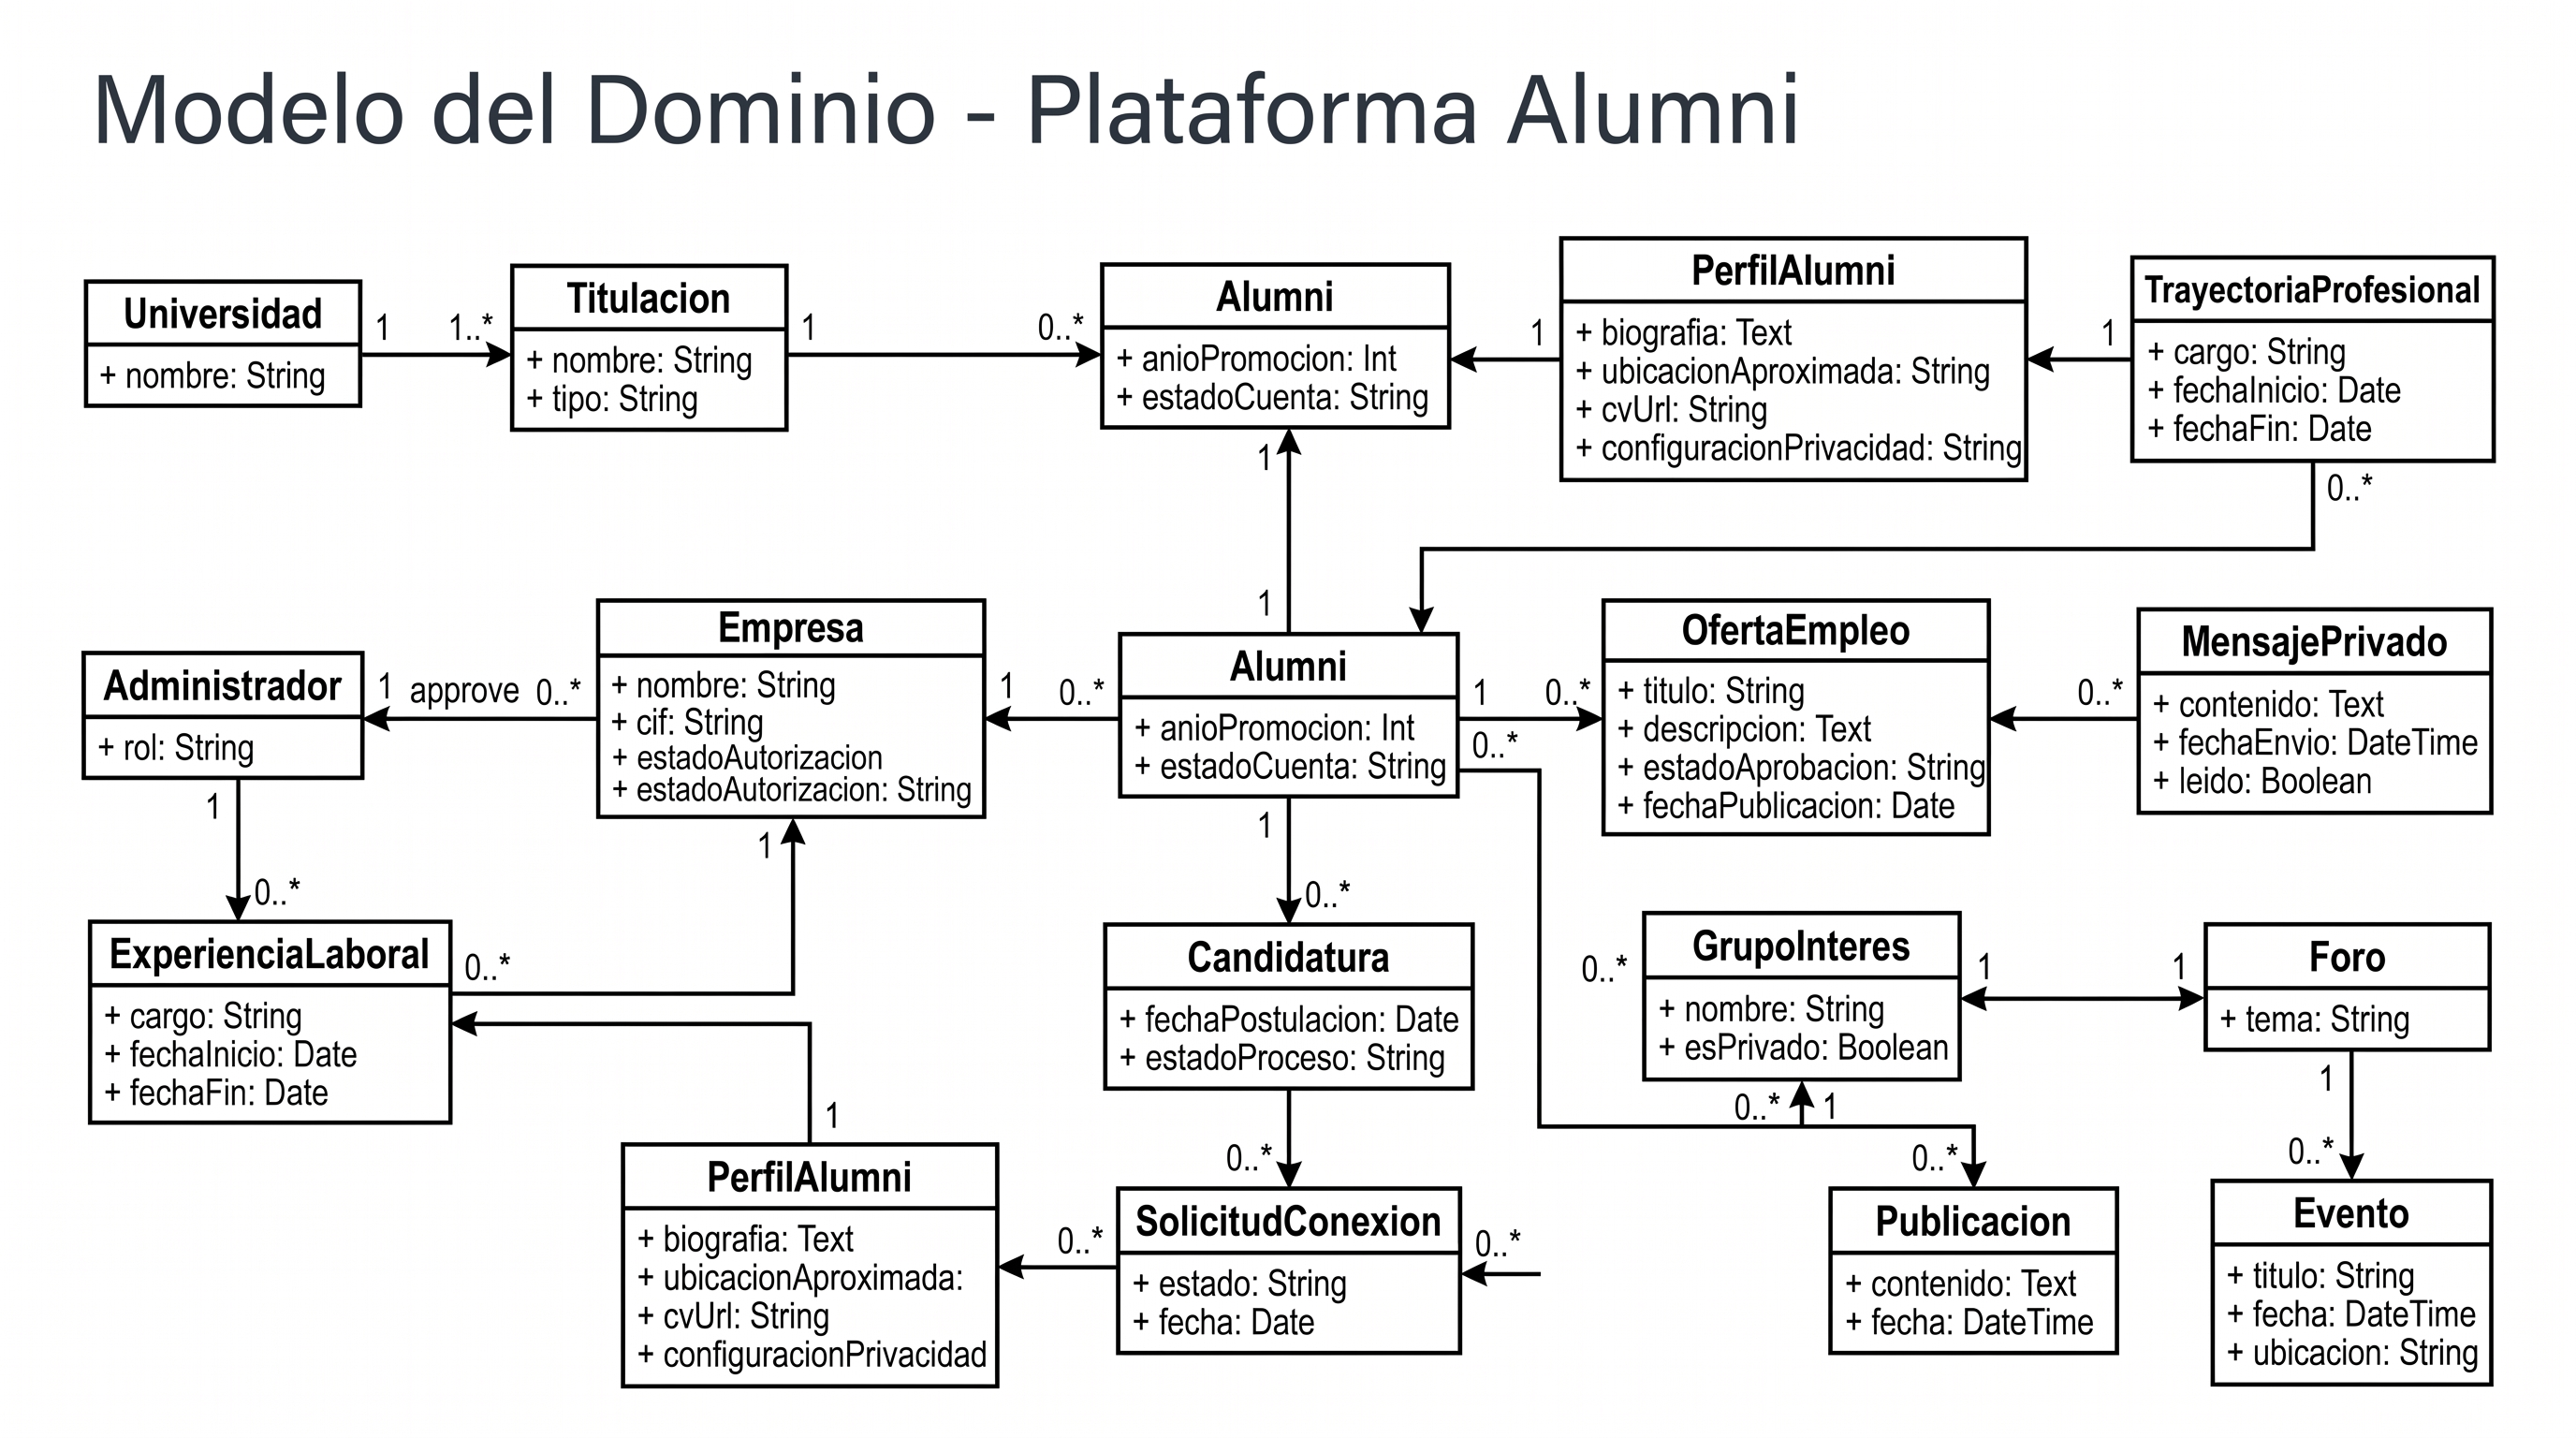 Modelo del Dominio - Plataforma Alumni
Universidad
+ nombre: String
1
1..*
Titulacion
+ nombre: String
+ tipo: String
1
0..*
Alumni
+ anioPromocion: Int
+ estadoCuenta: String
1
PerfilAlumni
+ biografia: Text
+ ubicacionAproximada: String
+ cvUrl: String
+ configuracionPrivacidad: String
1
TrayectoriaProfesional
+ cargo: String
+ fechaInicio: Date
+ fechaFin: Date
0..*
1
1
Administrador
+ rol: String
1 approve 0..*
Empresa
+ nombre: String
+ cif: String
+ estadoAutorizacion
+ estadoAutorizacion: String
1
0..*
Alumni
+ anioPromocion: Int
+ estadoCuenta: String
1
0..*
0..*
OfertaEmpleo
+ titulo: String
+ descripcion: Text
+ estadoAprobacion: String
+ fechaPublicacion: Date
0..*
MensajePrivado
+ contenido: Text
+ fechaEnvio: DateTime
+ leido: Boolean
1
0..*
1
1
0..*
ExperienciaLaboral
+ cargo: String
+ fechaInicio: Date
+ fechaFin: Date
0..*
Candidatura
+ fechaPostulacion: Date
+ estadoProceso: String
0..*
GrupoInteres
+ nombre: String
+ esPrivado: Boolean
1
1
Foro
+ tema: String
0..*
1
1
0..*
1
PerfilAlumni
+ biografia: Text
+ ubicacionAproximada:
+ cvUrl: String
+ configuracionPrivacidad
0..*
0..*
SolicitudConexion
+ estado: String
+ fecha: Date
0..*
0..*
Publicacion
+ contenido: Text
+ fecha: DateTime
Evento
+ titulo: String
+ fecha: DateTime
+ ubicacion: String